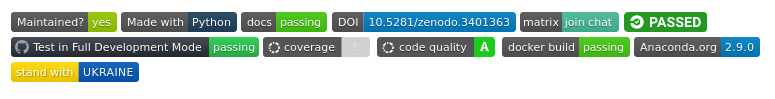 Maintained? yes Made with Python docs passing DOI 10.5281/zenodo.3401363 matrix join chat PASSED
Test in Full Development Mode passing coverage ! code quality A docker build passing Anaconda.org 2.9.0
stand with UKRAINE